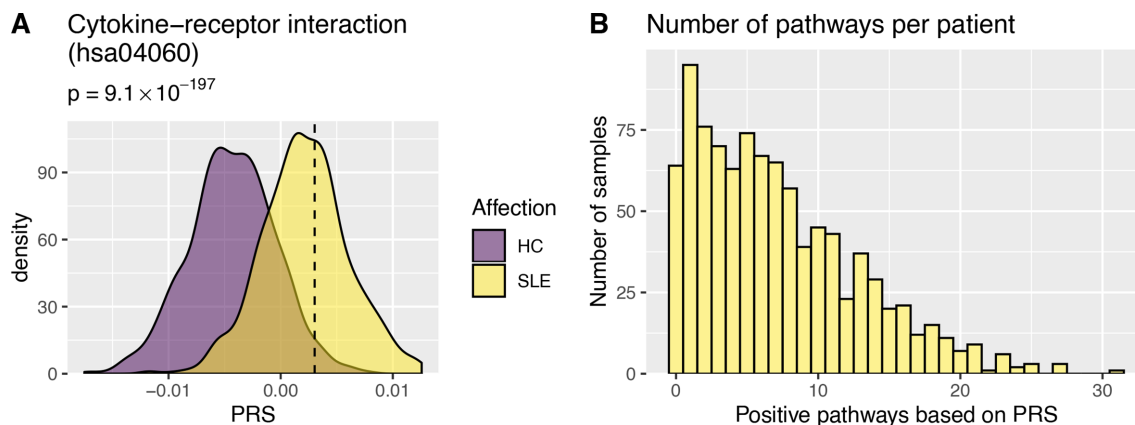 A
Cytokine−receptor interaction
(hsa04060)
p = 9.1 × 10−197
density
90
60
30
0
−0.01
0.00
0.01
PRS
Affection
HC
SLE
B
Number of pathways per patient
Number of samples
75
50
25
0
0
10
20
30
Positive pathways based on PRS